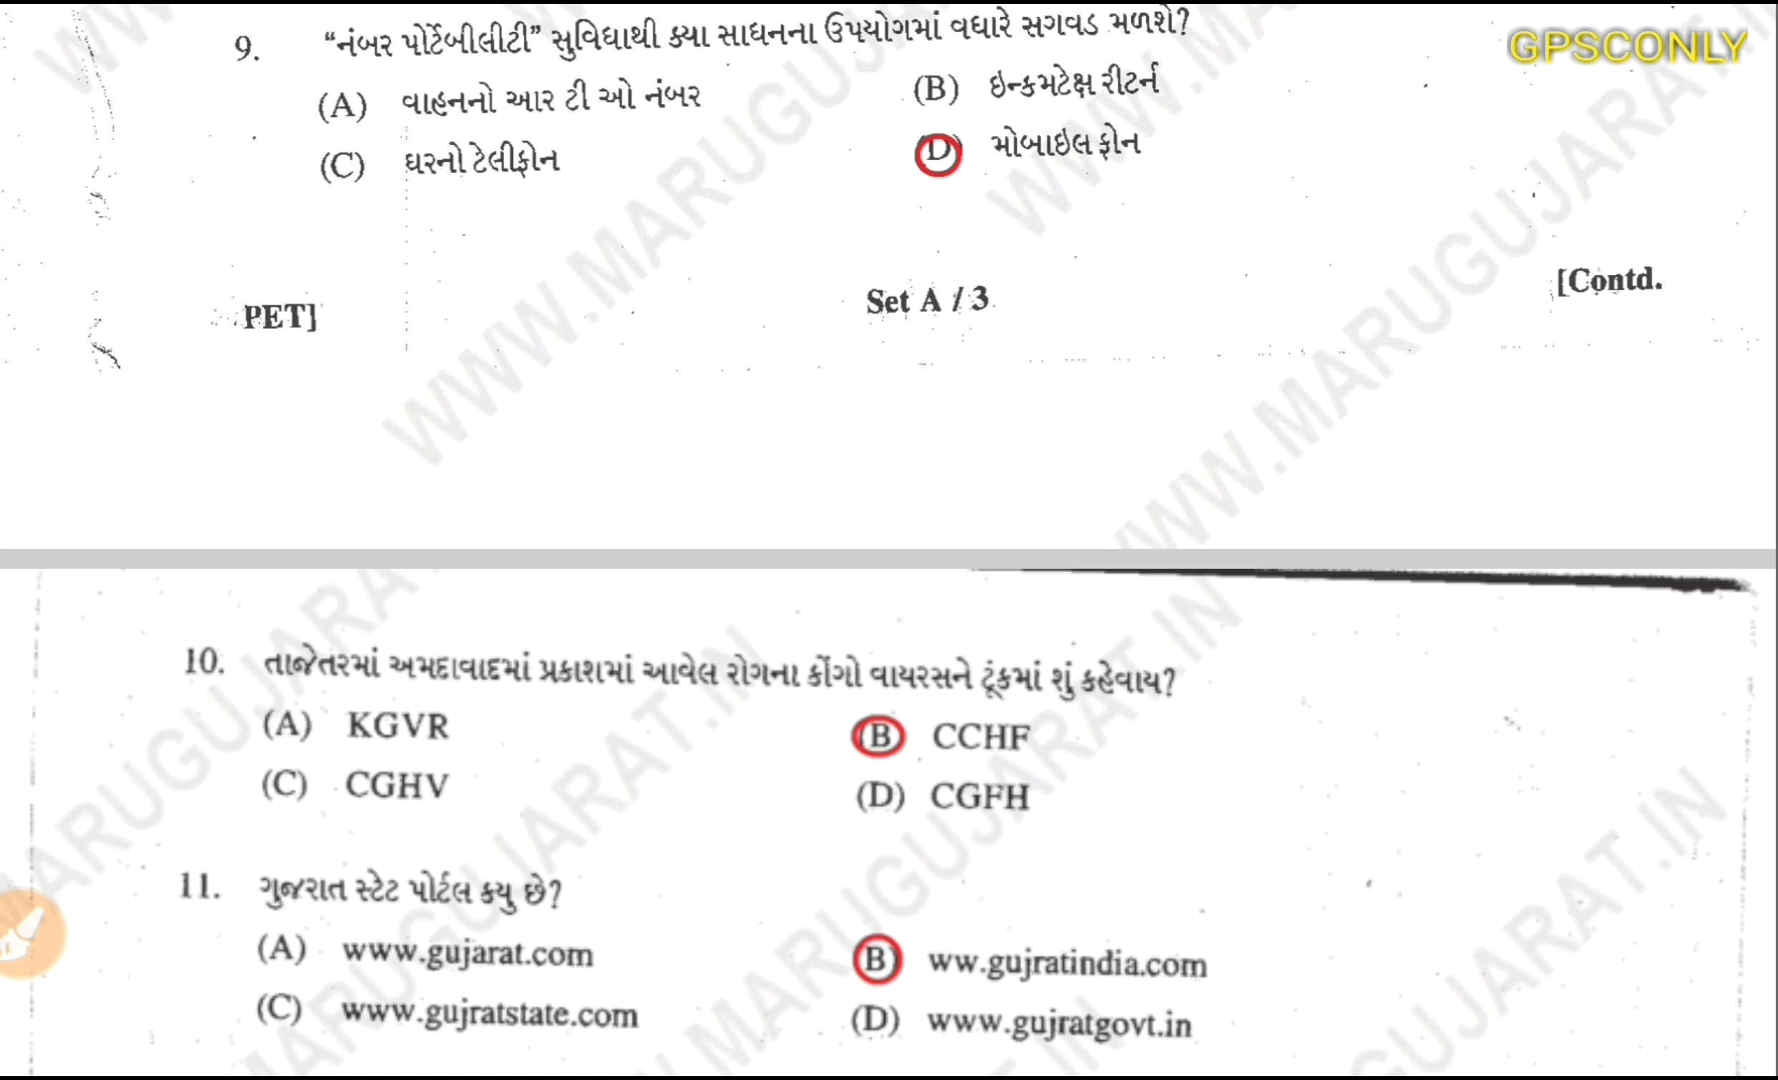 9. “નંબર પોર્ટેબીલીટી” સુવિધાથી ક્યા સાધનના ઉપયોગમાં વધારે સગવડ મળશે?
GPSCONLY
(A) વાહનનો આર ટી ઓ નંબર (B) ઇન્કમટેક્ષ રીટર્ન
(C) ઘરનો ટેલીફોન (D) મોબાઇલ ફોન
PET] Set A / 3 [Contd.
10. તાજેતરમાં અમદાવાદમાં પ્રકાશમાં આવેલ રોગના કોંગો વાયરસને ટૂંકમાં શું કહેવાય?
(A) KGVR (B) CCHF
(C) CGHV (D) CGFH
11. ગુજરાત સ્ટેટ પોર્ટલ કયુ છે?
(A) www.gujarat.com (B) ww.gujratindia.com
(C) www.gujratstate.com (D) www.gujratgovt.in
WWW.MARUGUJARAT.IN